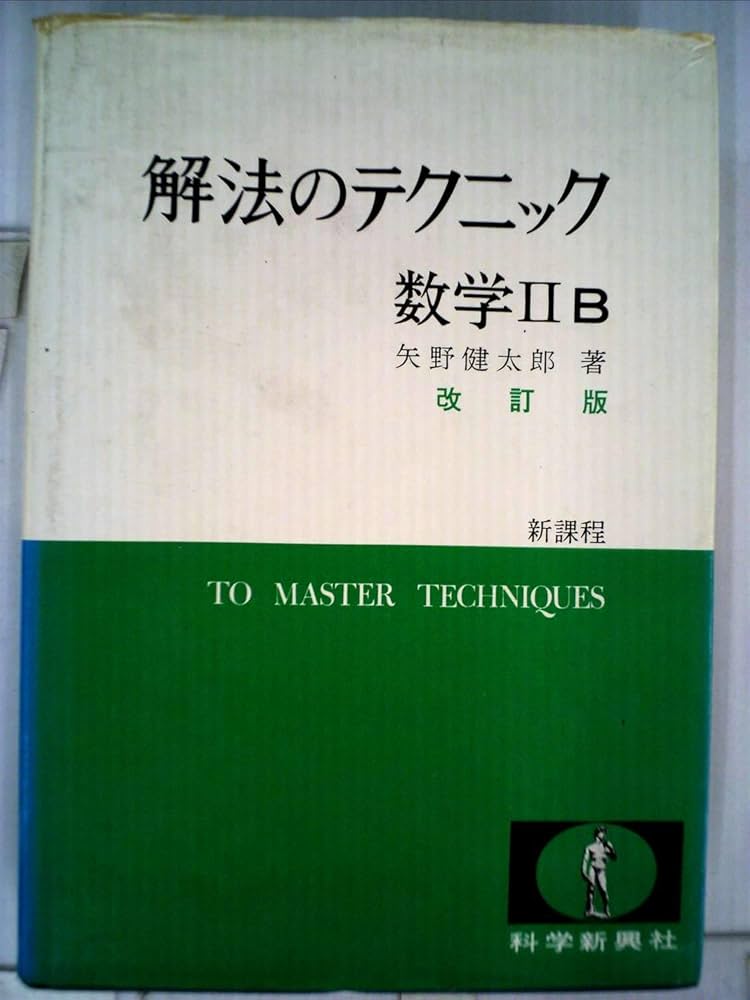 解法のテクニック
数学ⅡB
矢野健太郎 著
改訂版
新課程
TO MASTER TECHNIQUES
科学新興社